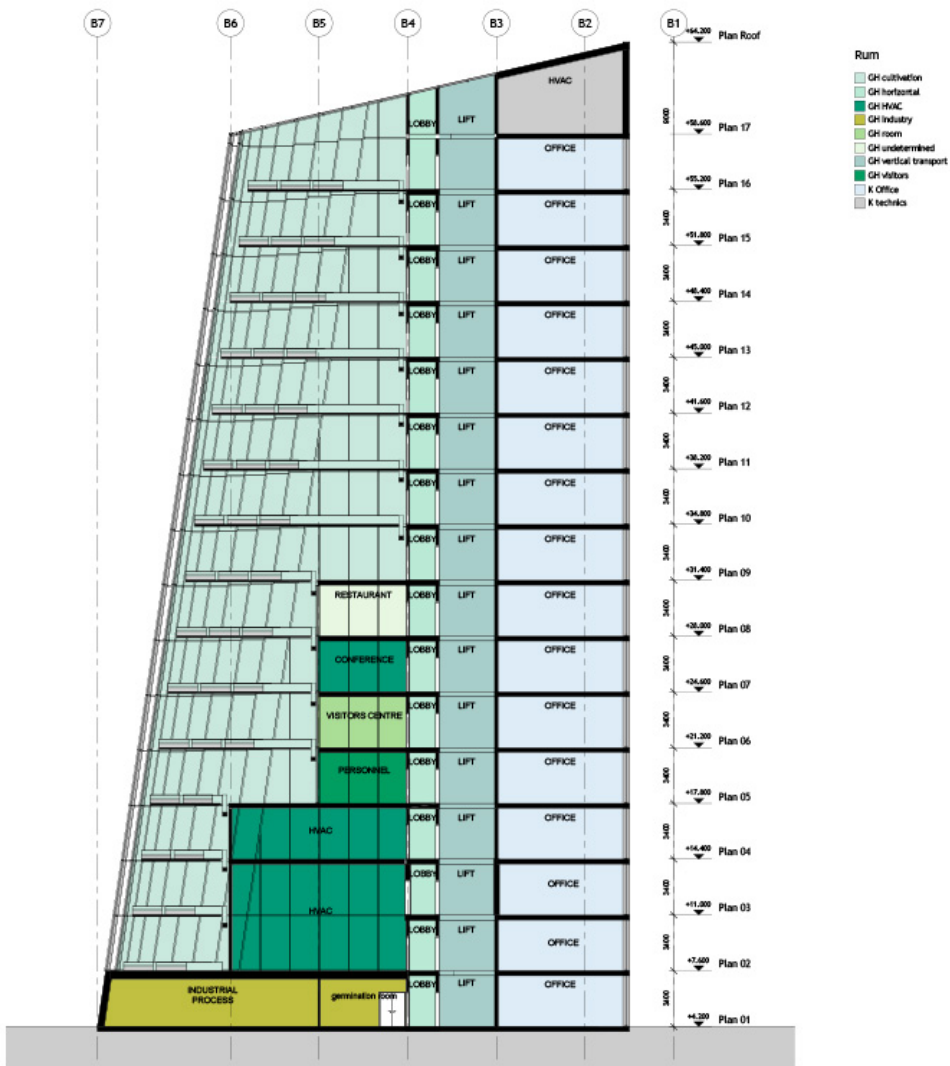 B7 B6 B5 B4 B3 B2 B1
+64.200 Plan Roof
Rum
GH cultivation
GH horizontal
GH HVAC
GH industry
GH room
GH undetermined
GH vertical transport
GH visitors
K Office
K technics
HVAC
LOBBY LIFT
+58.600 Plan 17
OFFICE
+55.200 Plan 16
LOBBY LIFT OFFICE
3400
+51.800 Plan 15
LOBBY LIFT OFFICE
+48.400 Plan 14
LOBBY LIFT OFFICE
+45.000 Plan 13
LOBBY LIFT OFFICE
3400
+41.600 Plan 12
LOBBY LIFT OFFICE
3400
+38.200 Plan 11
LOBBY LIFT OFFICE
3400
+34.800 Plan 10
LOBBY LIFT OFFICE
3400
+31.400 Plan 09
RESTAURANT LOBBY LIFT OFFICE
3400
+28.000 Plan 08
CONFERENCE LOBBY LIFT OFFICE
+24.600 Plan 07
VISITORS CENTRE LOBBY LIFT OFFICE
3400
+21.200 Plan 06
PERSONNEL LOBBY LIFT OFFICE
3400
+17.800 Plan 05
HVAC LOBBY LIFT OFFICE
3400
+14.400 Plan 04
LOBBY LIFT OFFICE
3400
+11.000 Plan 03
HVAC LOBBY LIFT OFFICE
+7.600 Plan 02
INDUSTRIAL
PROCESS
germination room
LOBBY LIFT OFFICE
+4.200 Plan 01